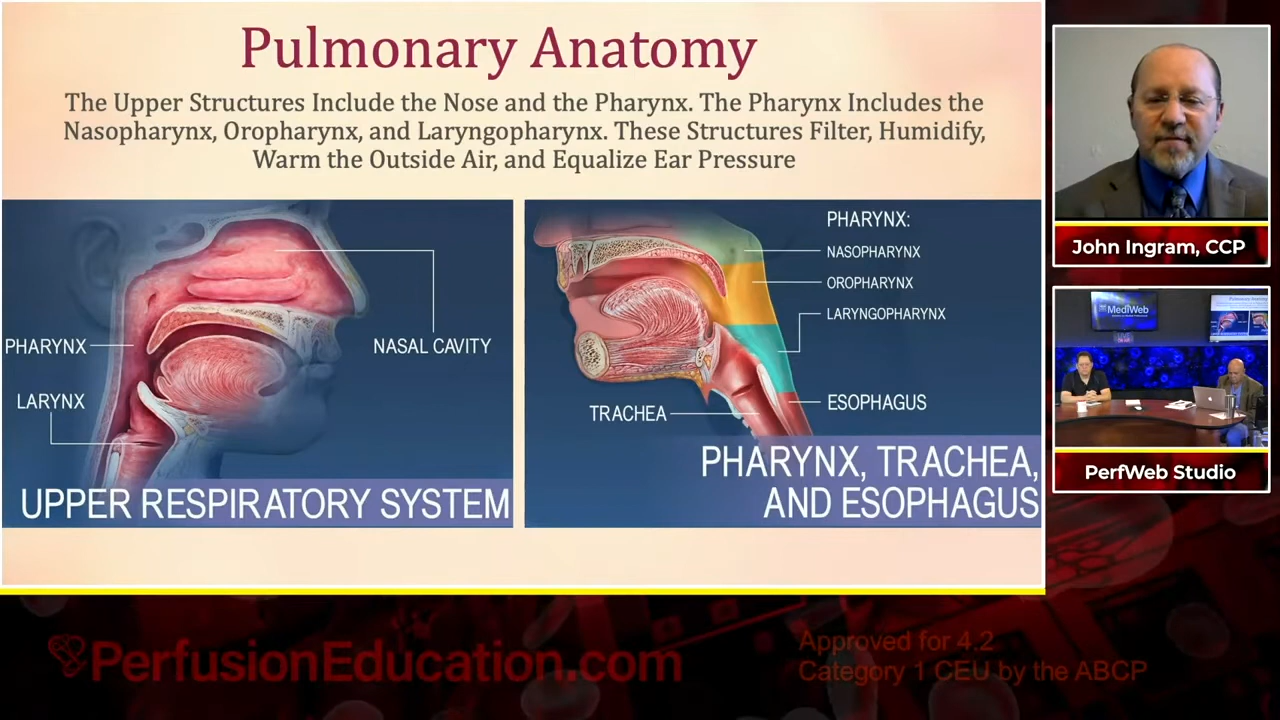 Pulmonary Anatomy
The Upper Structures Include the Nose and the Pharynx. The Pharynx Includes the
Nasopharynx, Oropharynx, and Laryngopharynx. These Structures Filter, Humidify,
Warm the Outside Air, and Equalize Ear Pressure
PHARYNX
LARYNX
NASAL CAVITY
UPPER RESPIRATORY SYSTEM
PHARYNX:
NASOPHARYNX
OROPHARYNX
LARYNGOPHARYNX
ESOPHAGUS
TRACHEA
PHARYNX, TRACHEA,
AND ESOPHAGUS
John Ingram, CCP
MediWeb
Pulmonary Anatomy
PerfWeb Studio
PerfusionEducation.com
Approved for 4.2
Category 1 CEU by the ABCP